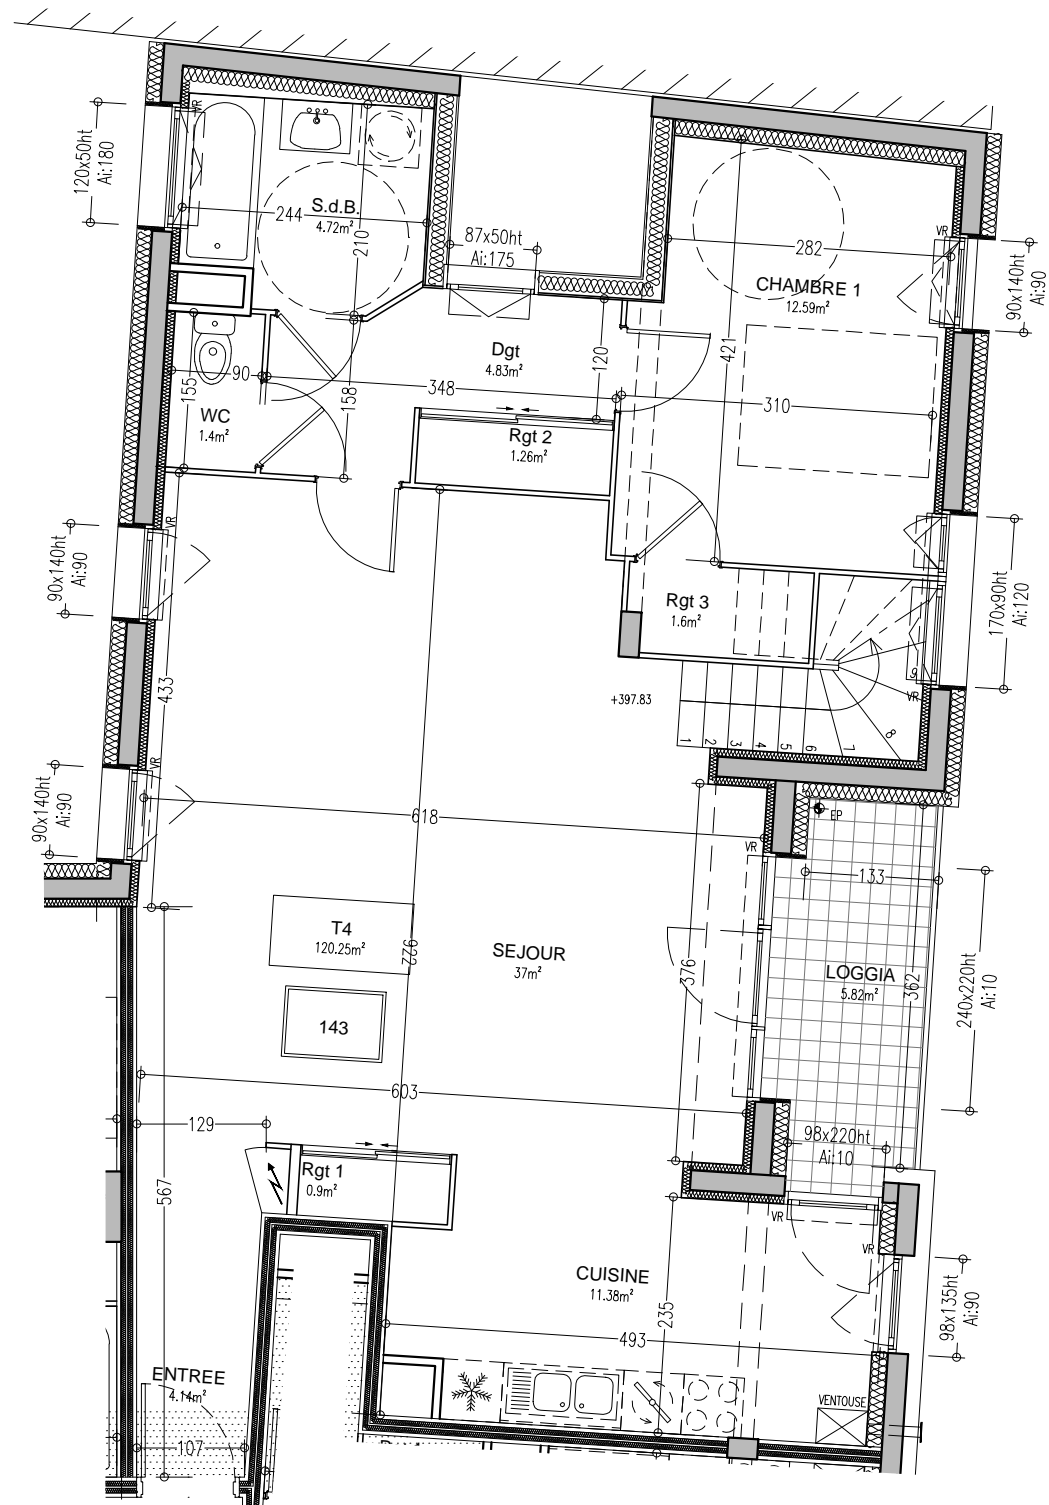 120x50ht
Ai:180
VR
S.d.B.
4.72m²
244
210
87x50ht
Ai:175
282
VR
CHAMBRE 1
12.59m²
90x140ht
Ai:90
421
Dgt
4.83m²
120
348
90
155
158
310
WC
1.4m²
Rgt 2
1.26m²
VR
90x140ht
Ai:90
Rgt 3
1.6m²
170x90ht
Ai:120
VR
433
+397.83
1
2
3
4
5
6
7
8
9
VR
90x140ht
Ai:90
618
EP
VR
133
T4
120.25m²
922
SEJOUR
37m²
376
LOGGIA
5.82m²
362
240x220ht
Ai:10
143
603
129
98x220ht
Ai:10
Rgt 1
0.9m²
567
VR
VR
CUISINE
11.38m²
235
493
98x135ht
Ai:90
ENTREE
4.14m²
VENTOUSE
107